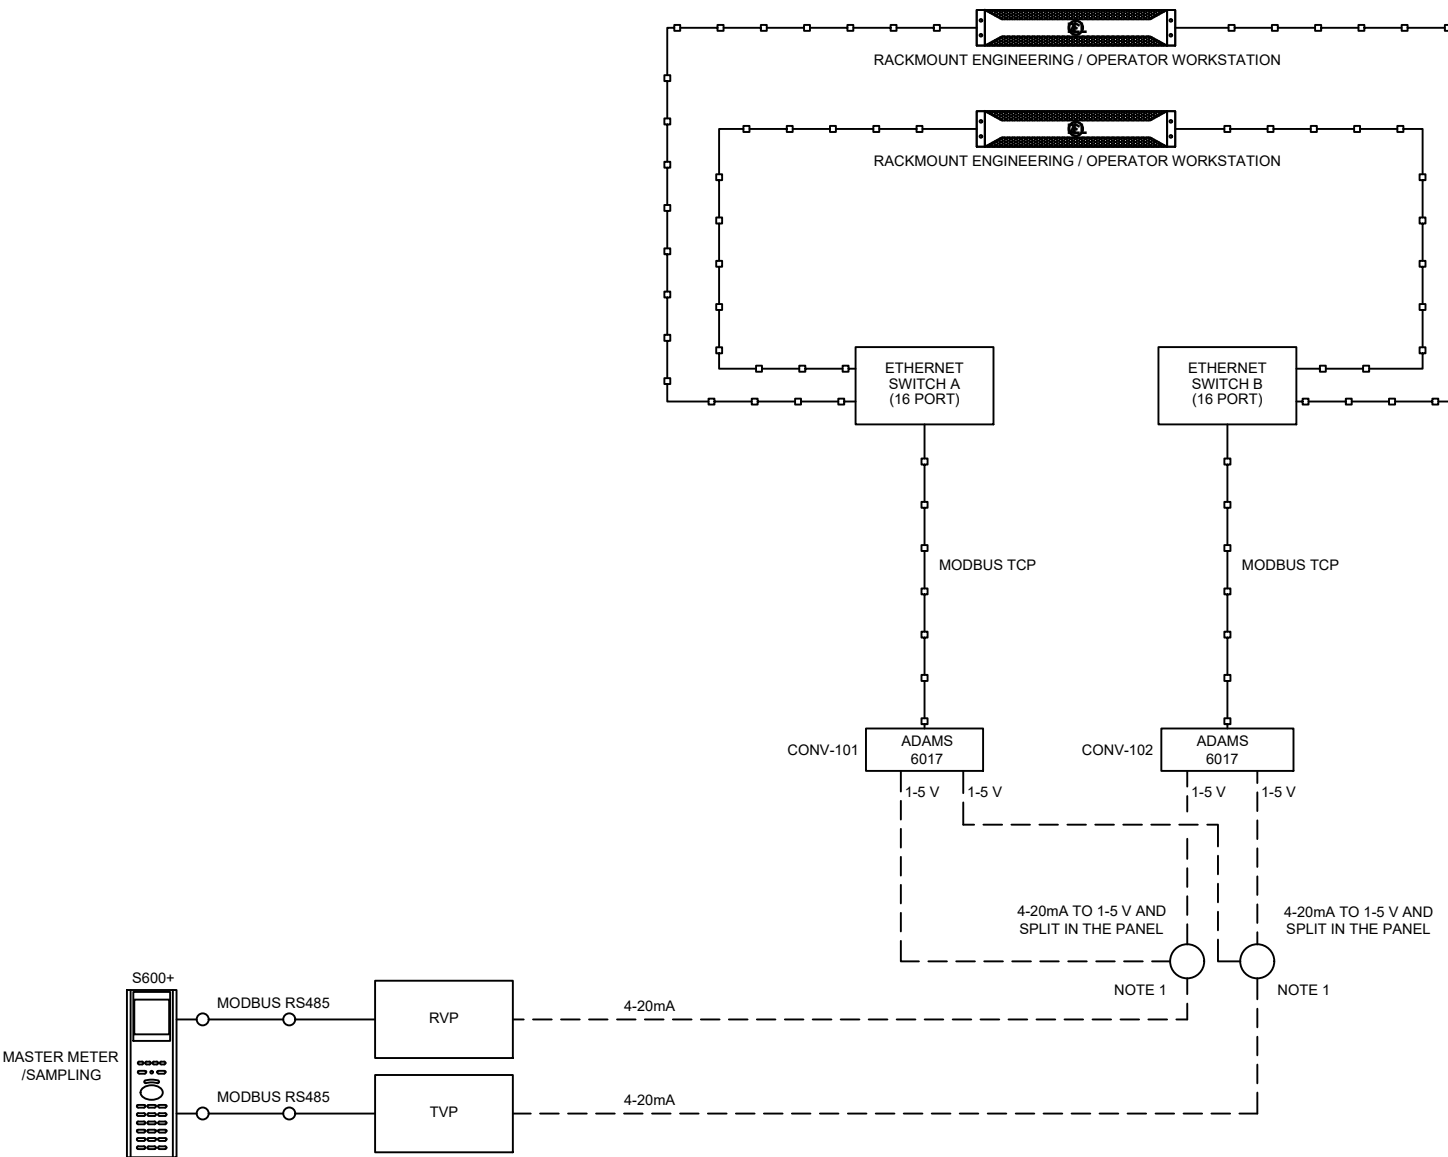 RACKMOUNT ENGINEERING / OPERATOR WORKSTATION
RACKMOUNT ENGINEERING / OPERATOR WORKSTATION
ETHERNET
SWITCH A
(16 PORT)
ETHERNET
SWITCH B
(16 PORT)
MODBUS TCP
MODBUS TCP
CONV-101
ADAMS
6017
CONV-102
ADAMS
6017
1-5 V
1-5 V
1-5 V
1-5 V
4-20mA TO 1-5 V AND
SPLIT IN THE PANEL
4-20mA TO 1-5 V AND
SPLIT IN THE PANEL
NOTE 1
NOTE 1
S600+
MODBUS RS485
RVP
4-20mA
MASTER METER
/SAMPLING
MODBUS RS485
TVP
4-20mA